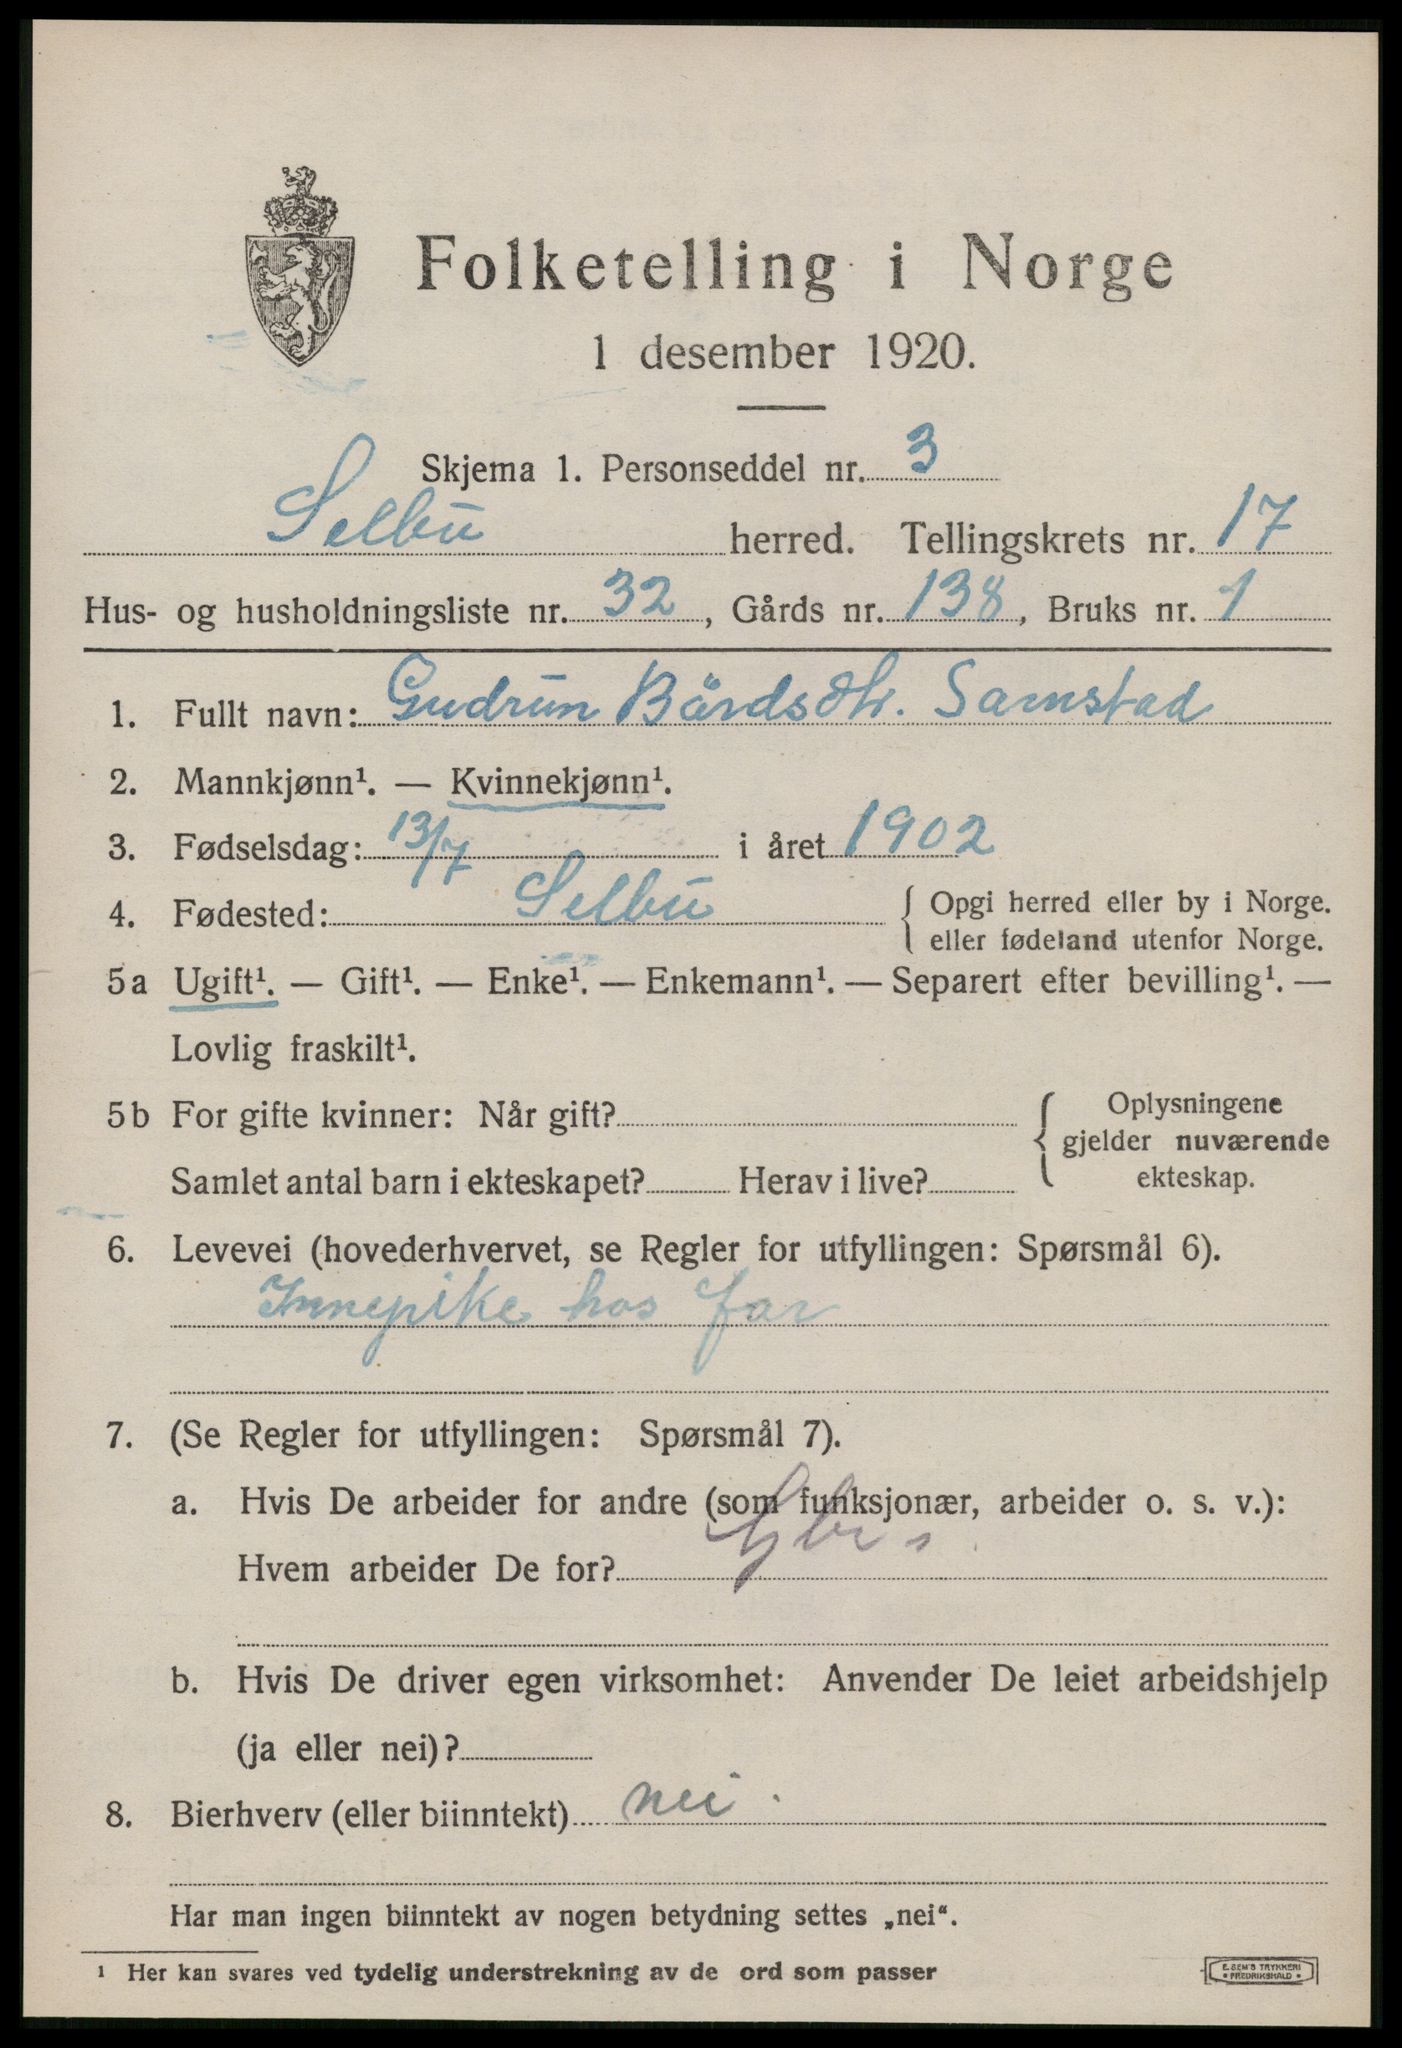 Folketelling i Norge
1 desember 1920.
Skjema 1. Personseddel nr. 3
Selbu herred. Tellingskrets nr. 17
Hus- og husholdningsliste nr. 32, Gårds nr. 138, Bruks nr. 1
1. Fullt navn: Gudrun Bårdsdtr. Samstad
2. Mannkjønn¹. — Kvinnekjønn¹.
3. Fødselsdag: 13/7 i året 1902
4. Fødested: Selbu { Opgi herred eller by i Norge.
eller fødeland utenfor Norge.
5a Ugift¹. — Gift¹. — Enke¹. — Enkemann¹. — Separert efter bevilling¹. —
Lovlig fraskilt¹.
5b For gifte kvinner: Når gift?
Samlet antal barn i ekteskapet? Herav i live?
Oplysningene
gjelder nuværende
ekteskap.
6. Levevei (hovederhvervet, se Regler for utfyllingen: Spørsmål 6).
Innepike hos far
7. (Se Regler for utfyllingen: Spørsmål 7).
a. Hvis De arbeider for andre (som funksjonær, arbeider o. s. v.):
Hvem arbeider De for?
b. Hvis De driver egen virksomhet: Anvender De leiet arbeidshjelp
(ja eller nei)?
8. Bierhverv (eller biinntekt) nei.
Har man ingen biinntekt av nogen betydning settes „nei“.
¹ Her kan svares ved tydelig understrekning av de ord som passer
E. SEM'S TRYKKERI
• FREDRIKSHALD •